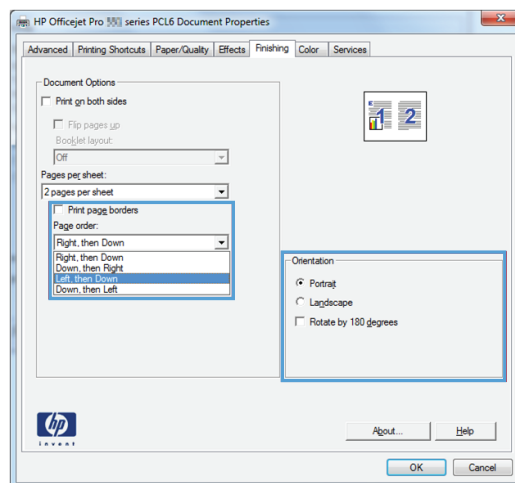 HP Officejet Pro series PCL6 Document Properties
Advanced Printing Shortcuts Paper/Quality Effects Finishing Color Services
Document Options
Print on both sides
Flip pages up
Booklet layout:
Off
Pages per sheet:
2 pages per sheet
Print page borders
Page order:
Right, then Down
Right, then Down
Down, then Right
Left, then Down
Down, then Left
1 2
Orientation
Portrait
Landscape
Rotate by 180 degrees
hp
invent
About... Help
OK Cancel